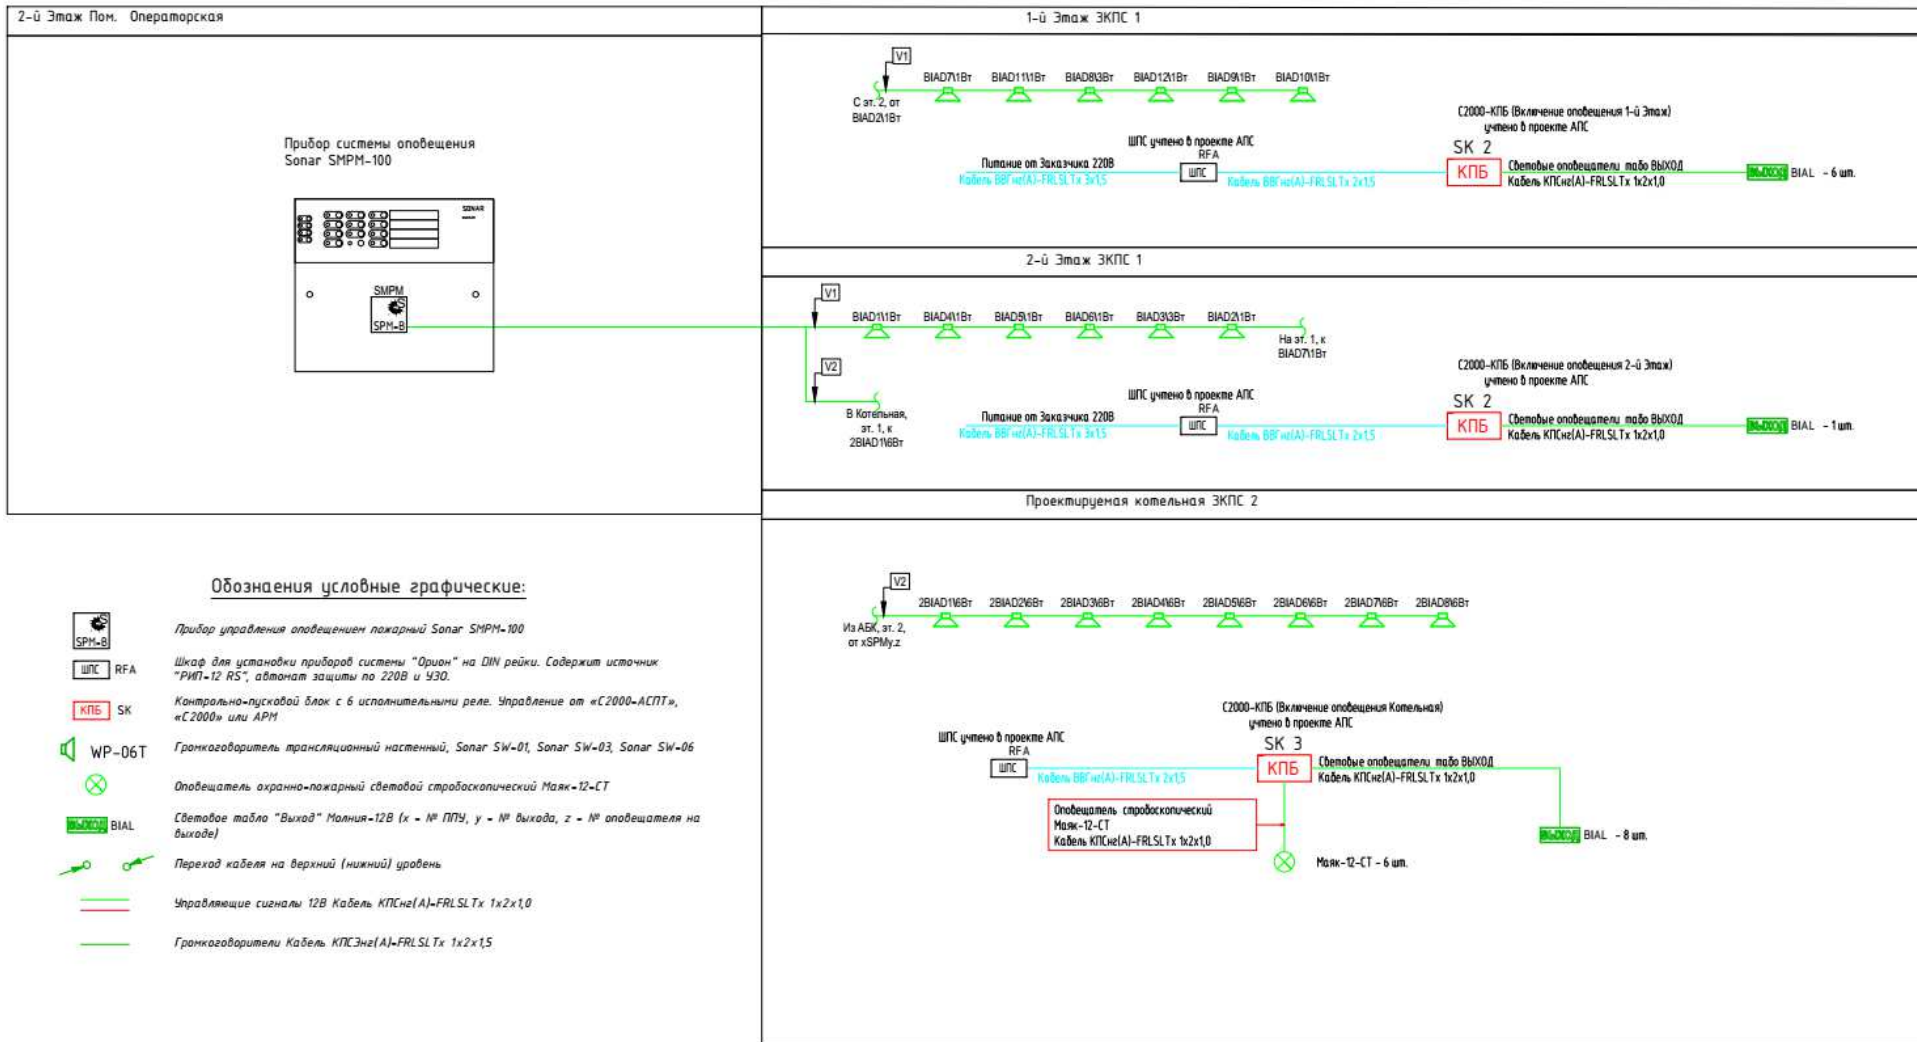 2-й Этаж Пом. Операторская
Прибор системы оповещения
Sonar SMPM-100
SONAR
SMPM
SPM-B
1-й Этаж ЗКПС 1
V1
BIAD7\1Вт BIAD11\1Вт BIAD8\3Вт BIAD12\1Вт BIAD9\1Вт BIAD10\1Вт
С эт. 2, от
BIAD2\1Вт
Питание от Заказчика 220В
Кабель ВВГнг(А)-FRLSLTx 3x1,5
ШПС учтено в проекте АПС
RFA
ШПС
Кабель ВВГнг(А)-FRLSLTx 2x1,5
С2000-КПБ (Включение оповещения 1-й Этаж)
учтено в проекте АПС
SK 2
КПБ
Световые оповещатели табо ВЫХОД
Кабель КПСнг(А)-FRLSLTx 1x2x1,0
ВЫХОД BIAL - 6 шт.
2-й Этаж ЗКПС 1
V1
BIAD1\1Вт BIAD4\1Вт BIAD5\1Вт BIAD6\1Вт BIAD3\3Вт BIAD2\1Вт
На эт. 1, к
BIAD7\1Вт
V2
В Котельная,
эт. 1, к
2BIAD1\6Вт
Питание от Заказчика 220В
Кабель ВВГнг(А)-FRLSLTx 3x1,5
ШПС учтено в проекте АПС
RFA
ШПС
Кабель ВВГнг(А)-FRLSLTx 2x1,5
С2000-КПБ (Включение оповещения 2-й Этаж)
учтено в проекте АПС
SK 2
КПБ
Световые оповещатели табо ВЫХОД
Кабель КПСнг(А)-FRLSLTx 1x2x1,0
ВЫХОД BIAL - 1 шт.
Проектируемая котельная ЗКПС 2
V2
2BIAD1\6Вт 2BIAD2\6Вт 2BIAD3\6Вт 2BIAD4\6Вт 2BIAD5\6Вт 2BIAD6\6Вт 2BIAD7\6Вт 2BIAD8\6Вт
Из АБК, эт. 2,
от xSPMy.z
ШПС учтено в проекте АПС
RFA
ШПС
Кабель ВВГнг(А)-FRLSLTx 2x1,5
С2000-КПБ (Включение оповещения Котельная)
учтено в проекте АПС
SK 3
КПБ
Световые оповещатели табо ВЫХОД
Кабель КПСнг(А)-FRLSLTx 1x2x1,0
Оповещатель стробоскопический
Маяк-12-СТ
Кабель КПСнг(А)-FRLSLTx 1x2x1,0
Маяк-12-СТ - 6 шт.
ВЫХОД BIAL - 8 шт.
Обознаения условные графические:
SPM-B
Прибор управления оповещением пожарный Sonar SMPM-100
ШПС RFA
Шкаф для установки приборов системы "Орион" на DIN рейки. Содержит источник
"РИП-12 RS", автомат защиты по 220В и УЗО.
КПБ SK
Контрольно-пусковой блок с 6 исполнительными реле. Управление от «С2000-АСПТ»,
«С2000» или АРМ
WP-06T
Громкоговоритель трансляционный настенный, Sonar SW-01, Sonar SW-03, Sonar SW-06
Оповещатель охранно-пожарный световой стробоскопический Маяк-12-СТ
ВЫХОД BIAL
Световое табло "Выход" Молния-12В (x - № ППУ, y - № выхода, z - № оповещателя на
выходе)
Переход кабеля на верхний (нижний) уровень
Управляющие сигналы 12В Кабель КПСнг(А)-FRLSLTx 1x2x1,0
Громкоговорители Кабель КПСЭнг(А)-FRLSLTx 1x2x1,5